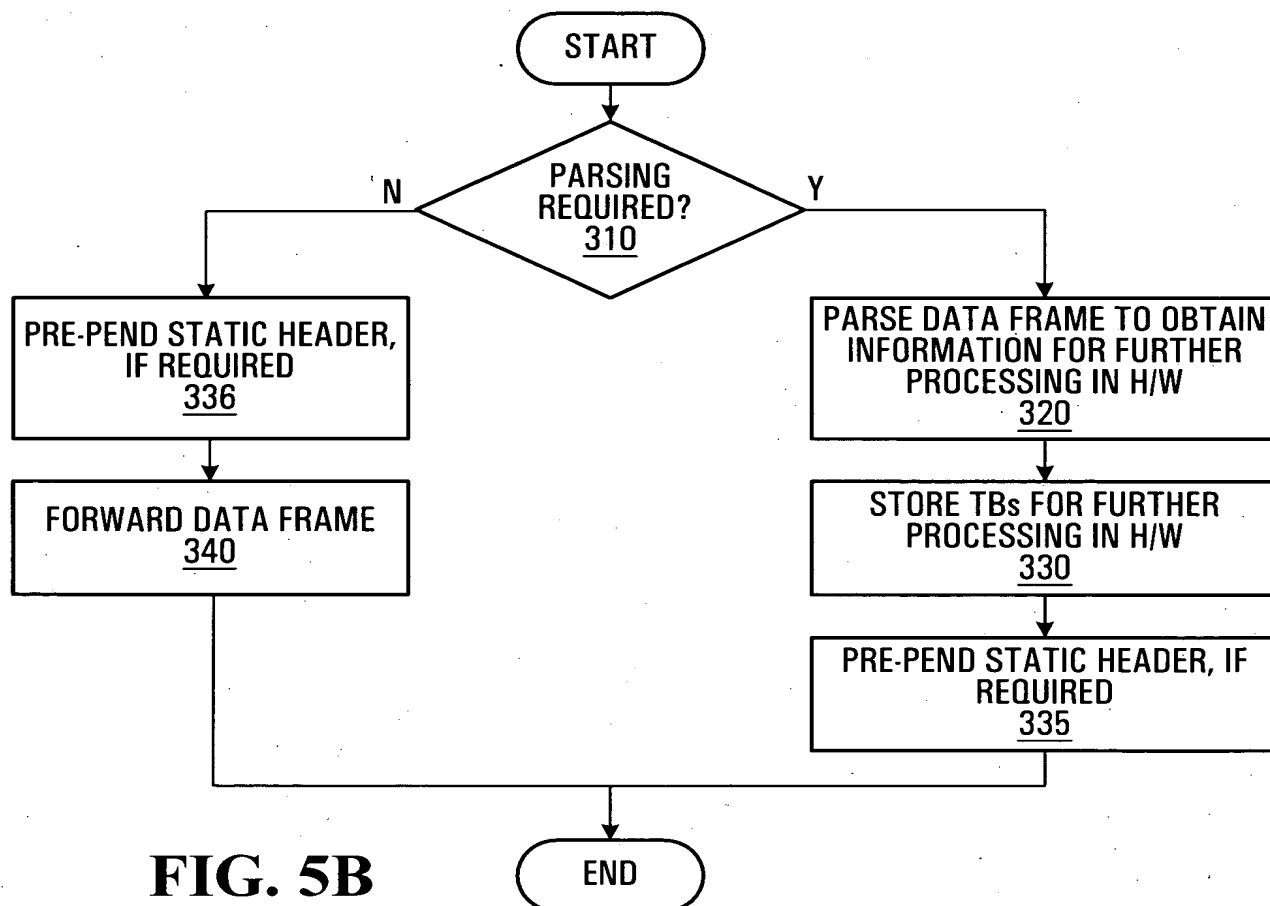 START
PARSING
REQUIRED?
310
N
Y
PRE-PEND STATIC HEADER,
IF REQUIRED
336
FORWARD DATA FRAME
340
PARSE DATA FRAME TO OBTAIN
INFORMATION FOR FURTHER
PROCESSING IN H/W
320
STORE TBs FOR FURTHER
PROCESSING IN H/W
330
PRE-PEND STATIC HEADER, IF
REQUIRED
335
END
FIG. 5B